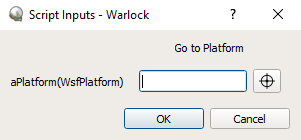 Script Inputs - Warlock ? ×
Go to Platform
aPlatform(WsfPlatform)
OK Cancel